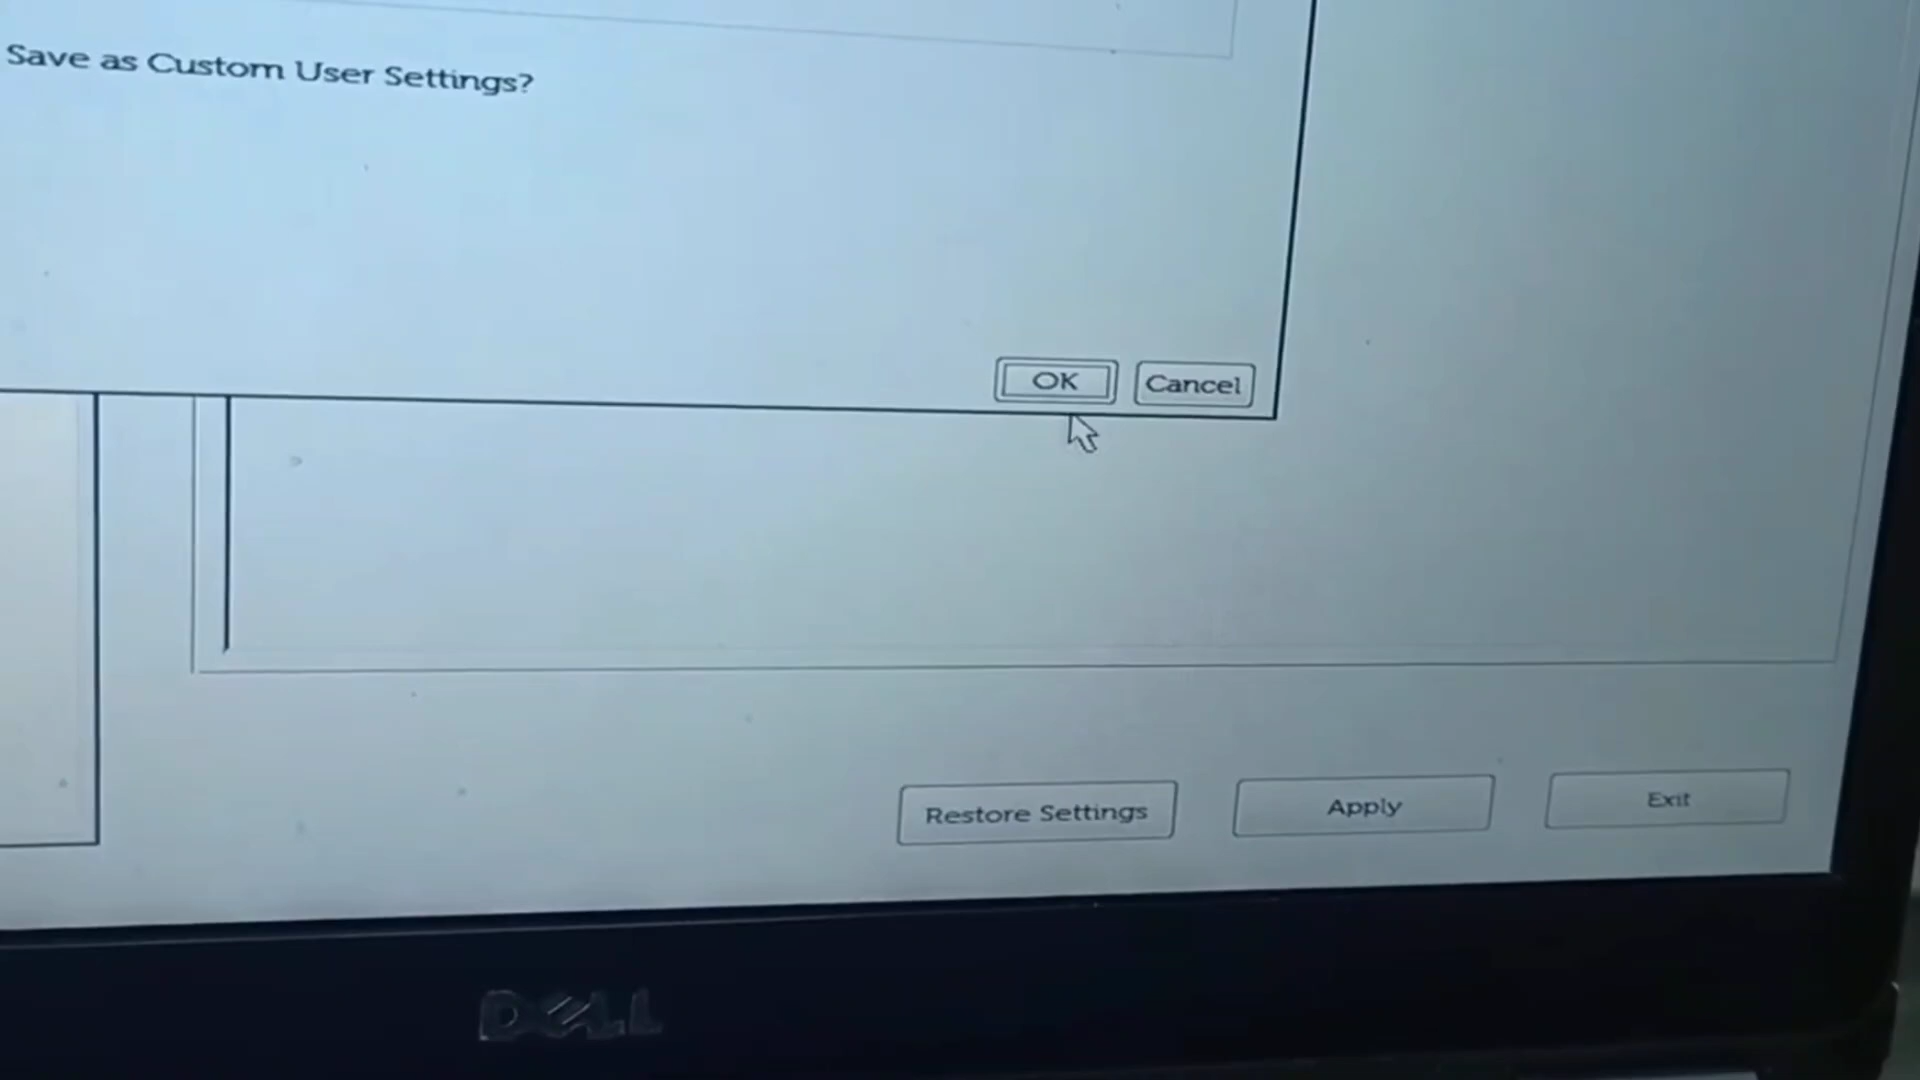 Save as Custom User Settings?
OK
Cancel
Restore Settings
Apply
Exit
DELL